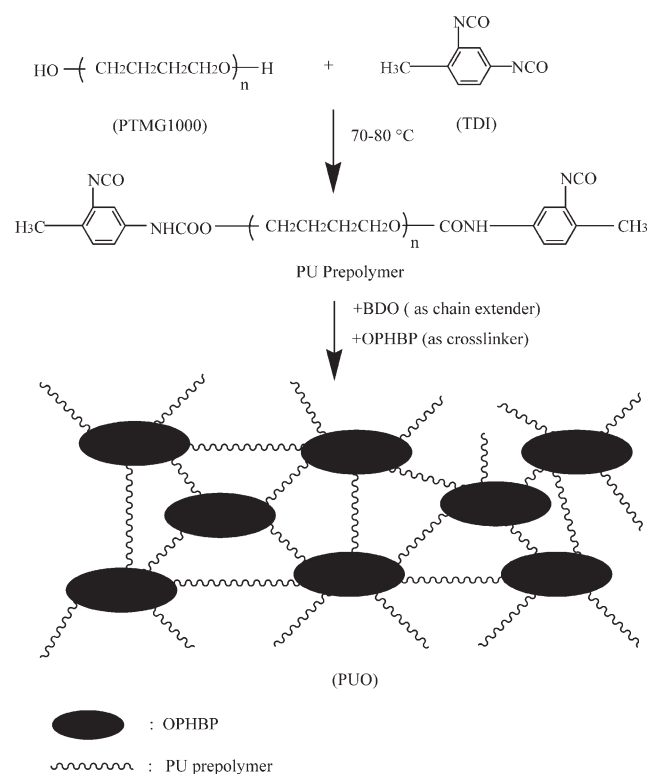 NCO
HO ( CH2CH2CH2CH2O ) n H + H3C NCO
(PTMG1000) (TDI)
70-80 °C
NCO NCO
H3C NHCOO ( CH2CH2CH2CH2O ) n CONH CH3
PU Prepolymer
+BDO ( as chain extender)
+OPHBP (as crosslinker)
(PUO)
: OPHBP
: PU prepolymer